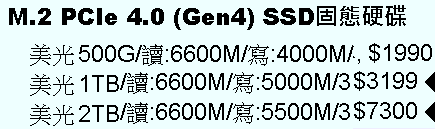 M.2 PCIe 4.0 (Gen4) SSD固態硬碟
美光500G/讀:6600M/寫:4000M/, $1990
美光1TB/讀:6600M/寫:5000M/3$3199
美光2TB/讀:6600M/寫:5500M/3$7300